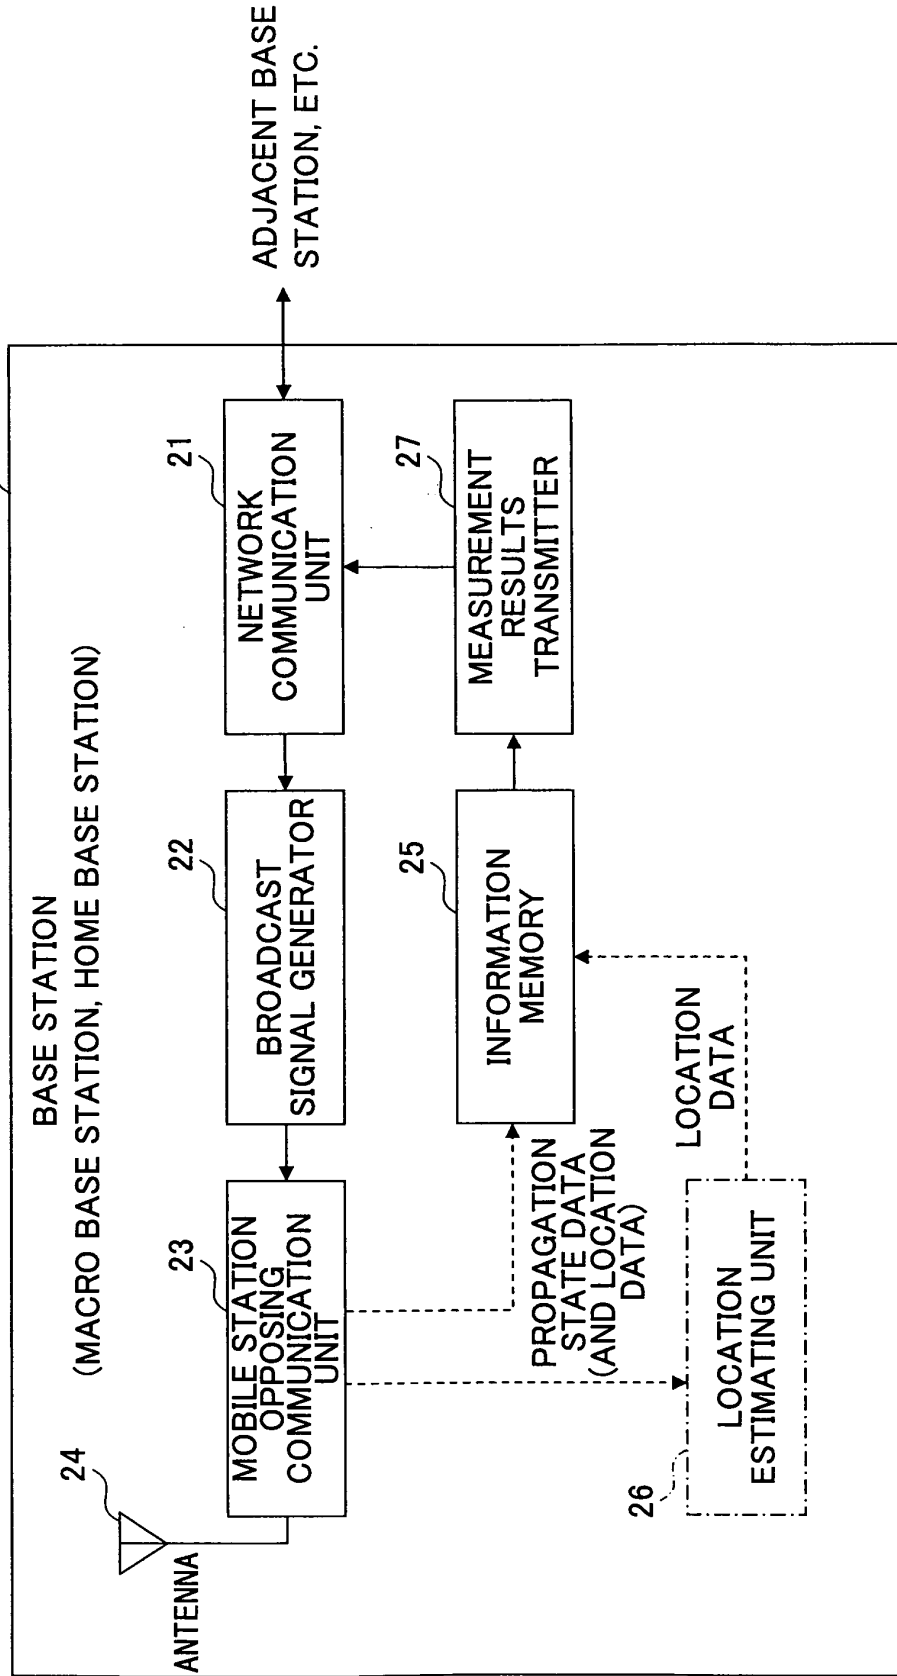 BASE STATION
(MACRO BASE STATION, HOME BASE STATION)
24
ANTENNA
23
MOBILE STATION
OPPOSING
COMMUNICATION
UNIT
22
BROADCAST
SIGNAL GENERATOR
21
NETWORK
COMMUNICATION
UNIT
ADJACENT BASE
STATION, ETC.
PROPAGATION
STATE DATA
(AND LOCATION
DATA)
25
INFORMATION
MEMORY
27
MEASUREMENT
RESULTS
TRANSMITTER
26
LOCATION
ESTIMATING UNIT
LOCATION
DATA